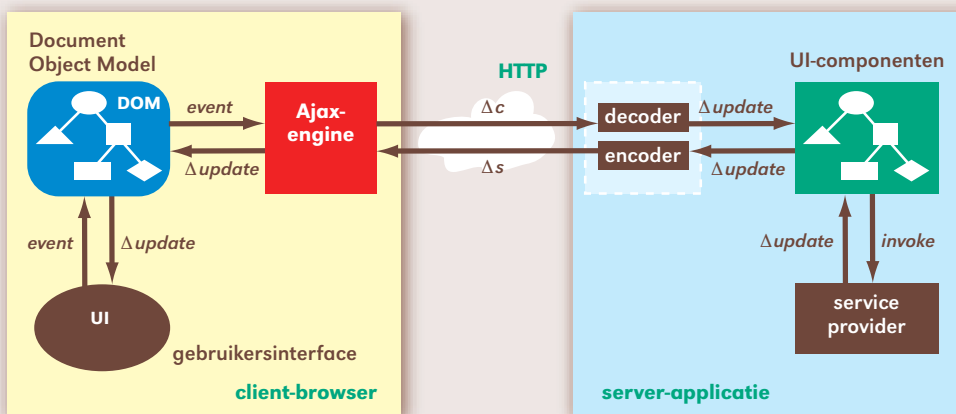 Document
Object Model
DOM
event
Δupdate
Ajax-
engine
event
Δupdate
UI
gebruikersinterface
client-browser
HTTP
Δc
Δs
decoder
encoder
Δupdate
Δupdate
UI-componenten
Δupdate
invoke
service
provider
server-applicatie